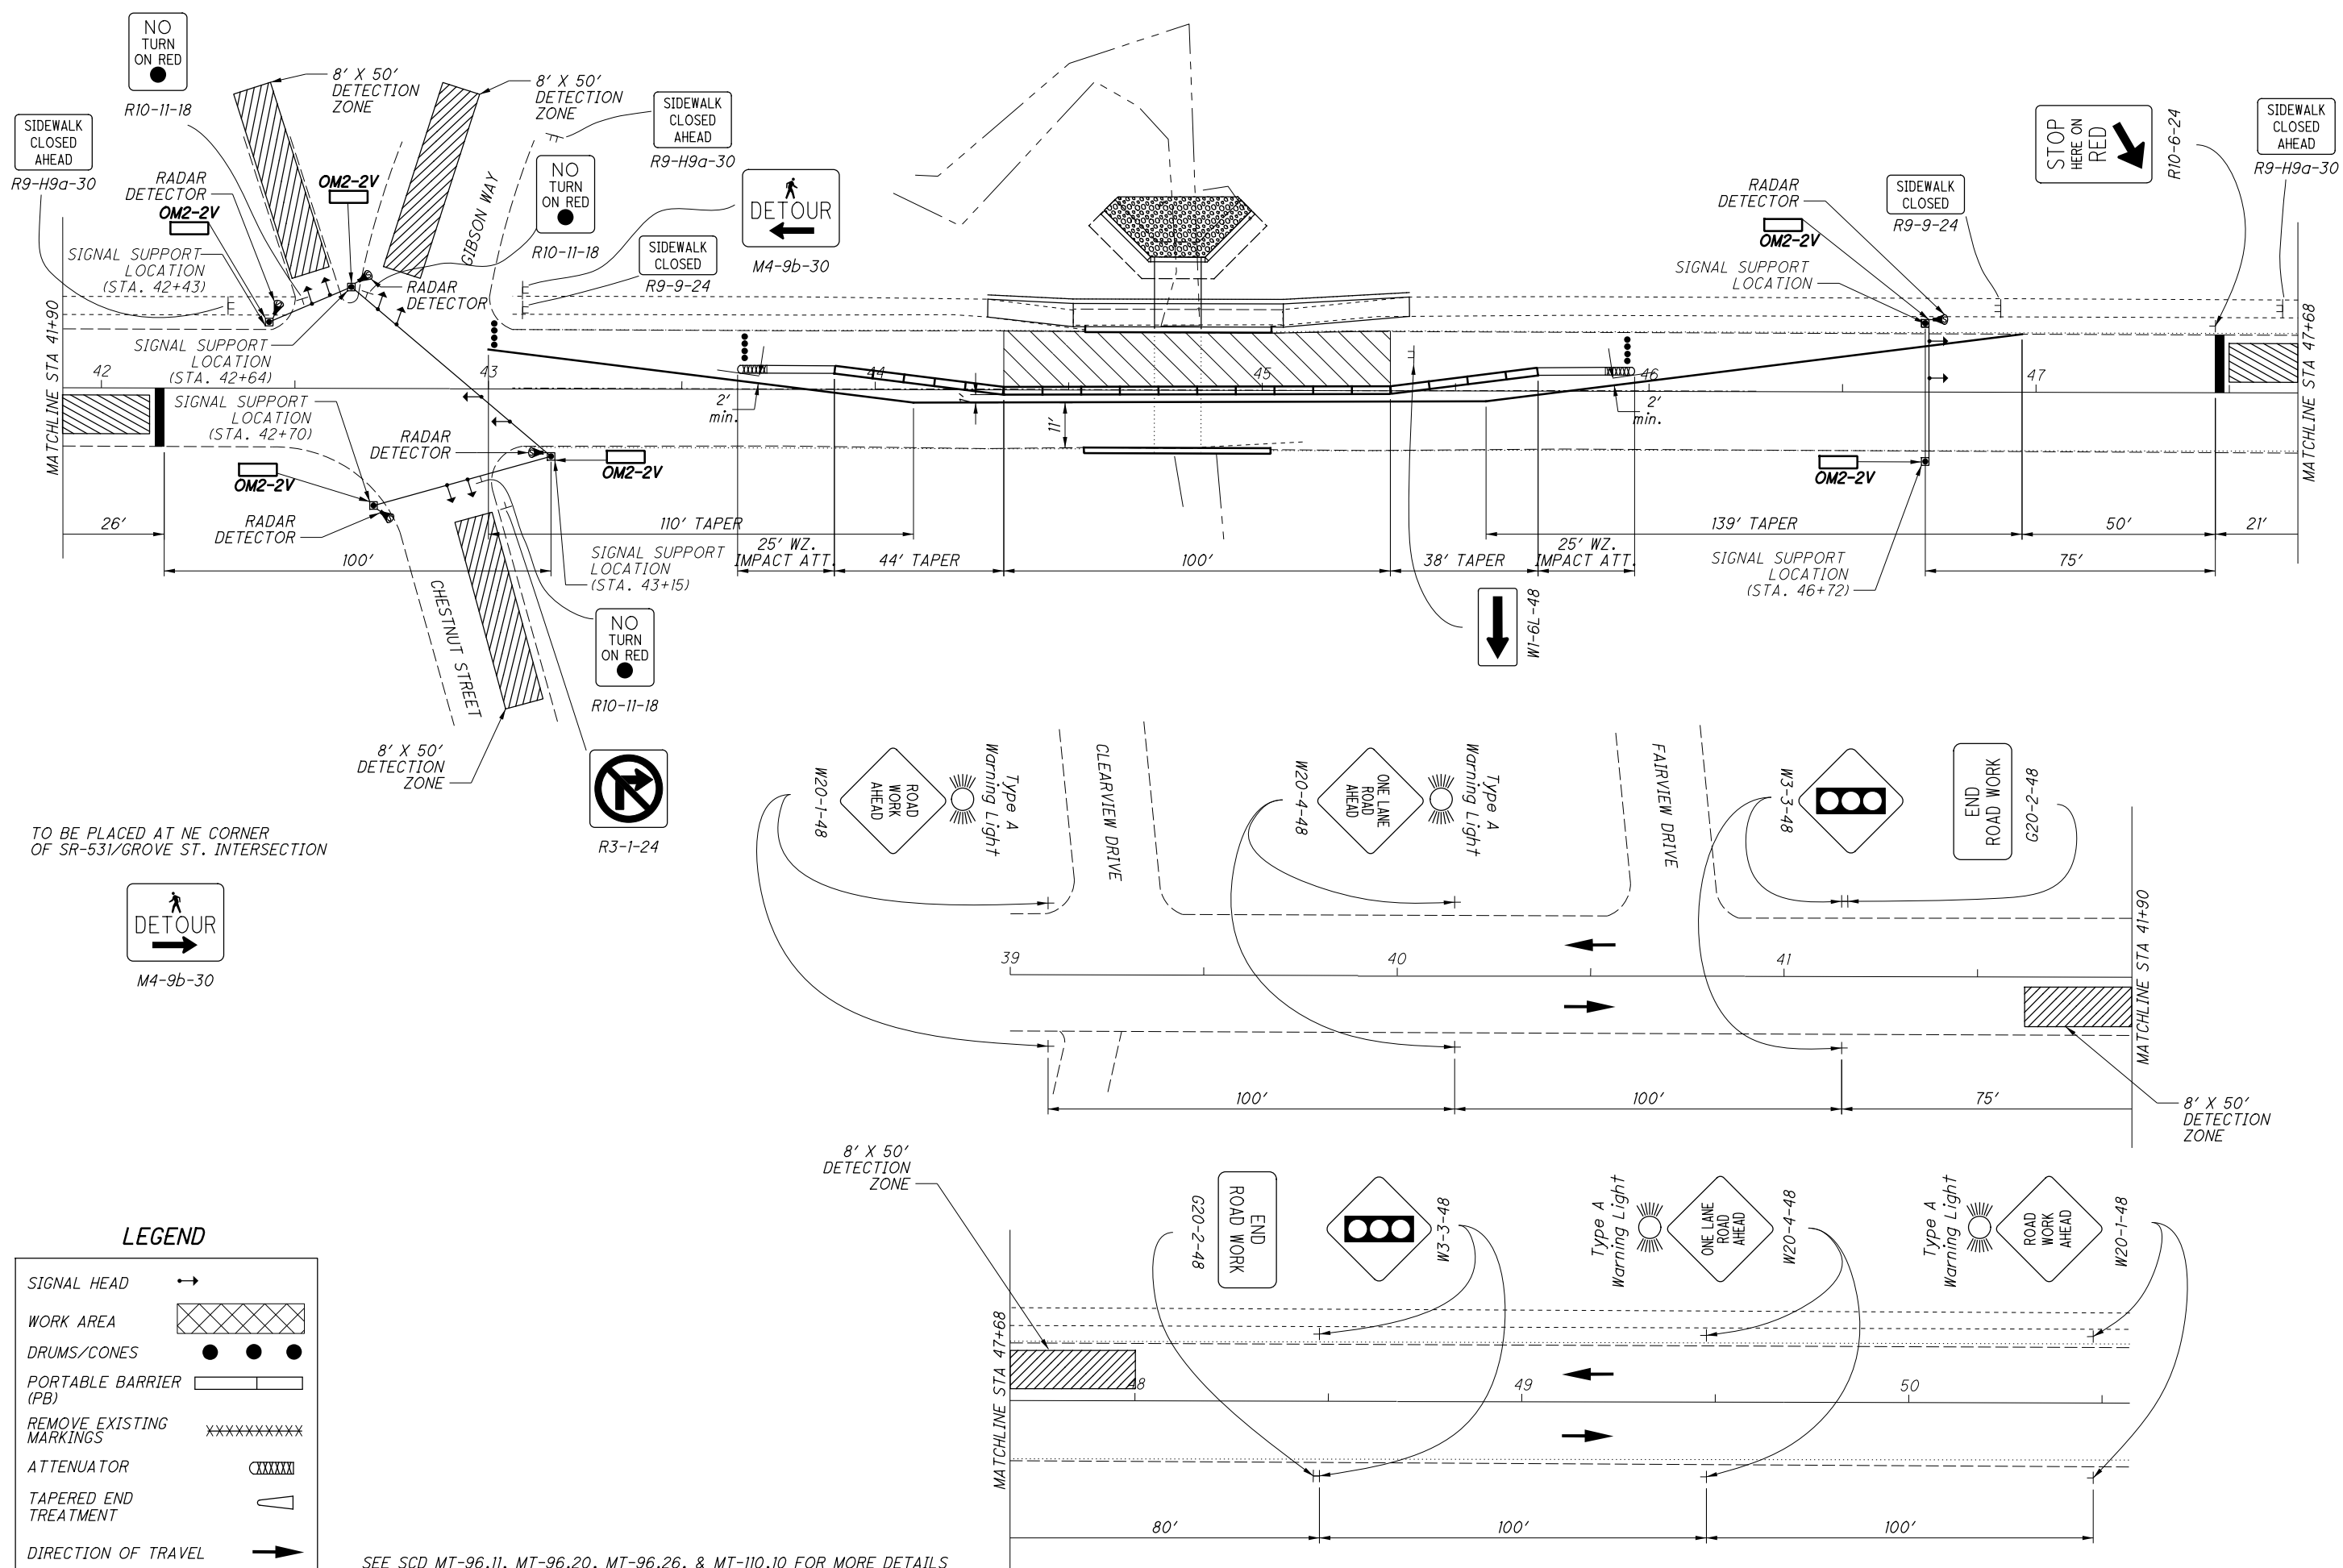 NO
TURN
ON RED
R10-11-18
8' X 50'
DETECTION
ZONE
8' X 50'
DETECTION
ZONE
SIDEWALK
CLOSED
AHEAD
R9-H9a-30
SIDEWALK
CLOSED
AHEAD
R9-H9a-30
NO
TURN
ON RED
R10-11-18
DETOUR
M4-9b-30
SIDEWALK
CLOSED
R9-9-24
GIBSON WAY
RADAR
DETECTOR
OM2-2V
OM2-2V
SIGNAL SUPPORT
LOCATION
(STA. 42+43)
RADAR
DETECTOR
SIGNAL SUPPORT
LOCATION
(STA. 42+64)
MATCHLINE STA 41+90
42
43
44
45
46
47
SIGNAL SUPPORT
LOCATION
(STA. 42+70)
RADAR
DETECTOR
OM2-2V
OM2-2V
RADAR
DETECTOR
2'
min.
1'
11'
2'
min.
RADAR
DETECTOR
OM2-2V
SIGNAL SUPPORT
LOCATION
SIDEWALK
CLOSED
R9-9-24
STOP
HERE ON
RED
R10-6-24
SIDEWALK
CLOSED
AHEAD
R9-H9a-30
MATCHLINE STA 47+68
OM2-2V
26'
100'
110' TAPER
25' WZ.
IMPACT ATT.
44' TAPER
100'
38' TAPER
25' WZ.
IMPACT ATT.
139' TAPER
50'
21'
75'
SIGNAL SUPPORT
LOCATION
(STA. 43+15)
SIGNAL SUPPORT
LOCATION
(STA. 46+72)
W1-6L-48
CHESTNUT STREET
NO
TURN
ON RED
R10-11-18
8' X 50'
DETECTION
ZONE
R3-1-24
TO BE PLACED AT NE CORNER
OF SR-531/GROVE ST. INTERSECTION
DETOUR
M4-9b-30
W20-1-48
ROAD
WORK
AHEAD
Type A
Warning Light
CLEARVIEW DRIVE
W20-4-48
ONE LANE
ROAD
AHEAD
Type A
Warning Light
FAIRVIEW DRIVE
W3-3-48
END
ROAD WORK
G20-2-48
39
40
41
MATCHLINE STA 41+90
100'
100'
75'
8' X 50'
DETECTION
ZONE
8' X 50'
DETECTION
ZONE
G20-2-48
END
ROAD WORK
W3-3-48
Type A
Warning Light
ONE LANE
ROAD
AHEAD
W20-4-48
Type A
Warning Light
ROAD
WORK
AHEAD
W20-1-48
MATCHLINE STA 47+68
48
49
50
80'
100'
100'
LEGEND
SIGNAL HEAD
WORK AREA
DRUMS/CONES
PORTABLE BARRIER
(PB)
REMOVE EXISTING
MARKINGS
ATTENUATOR
TAPERED END
TREATMENT
DIRECTION OF TRAVEL
SEE SCD MT-96.11, MT-96.20, MT-96.26, & MT-110.10 FOR MORE DETAILS